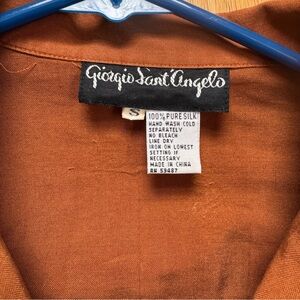 Giorgio Sant'Angelo
S
100% PURE SILK
HAND WASH COLD
SEPARATELY
NO BLEACH
LINE DRY
IRON ON LOWEST
SETTING IF
NECESSARY
MADE IN CHINA
RN 59487